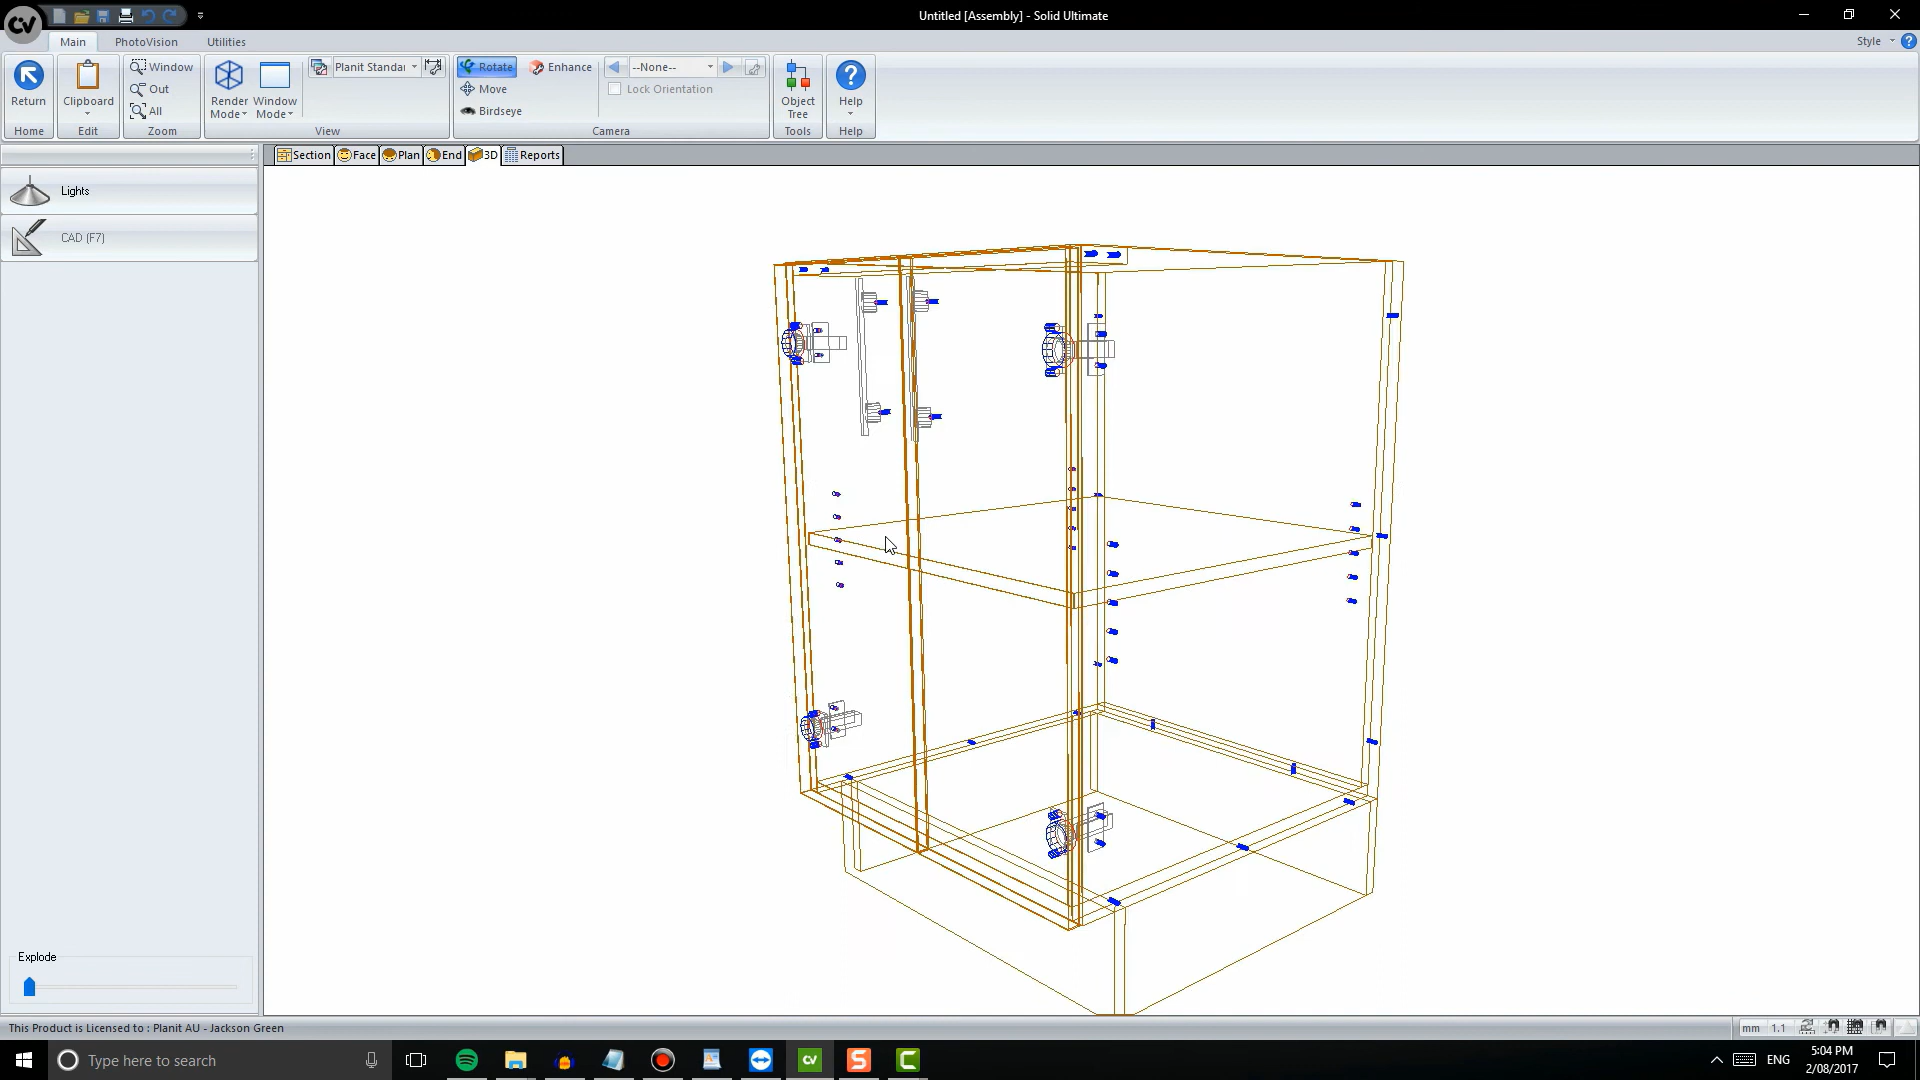 Untitled [Assembly] - Solid Ultimate
CV
Main PhotoVision Utilities Style
Return
Home
Clipboard
Edit
Window
Out
All
Zoom
Render Mode
Window Mode
Planit Standa
View
Rotate
Move
Birdseye
Enhance
--None--
Lock Orientation
Camera
Object Tree
Tools
Help
Help
Section Face Plan End 3D Reports
Lights
CAD (F7)
Explode
This Product is Licensed to : Planit AU - Jackson Green
mm 1.1
Type here to search
cv
S
C
ENG
5:04 PM
2/08/2017